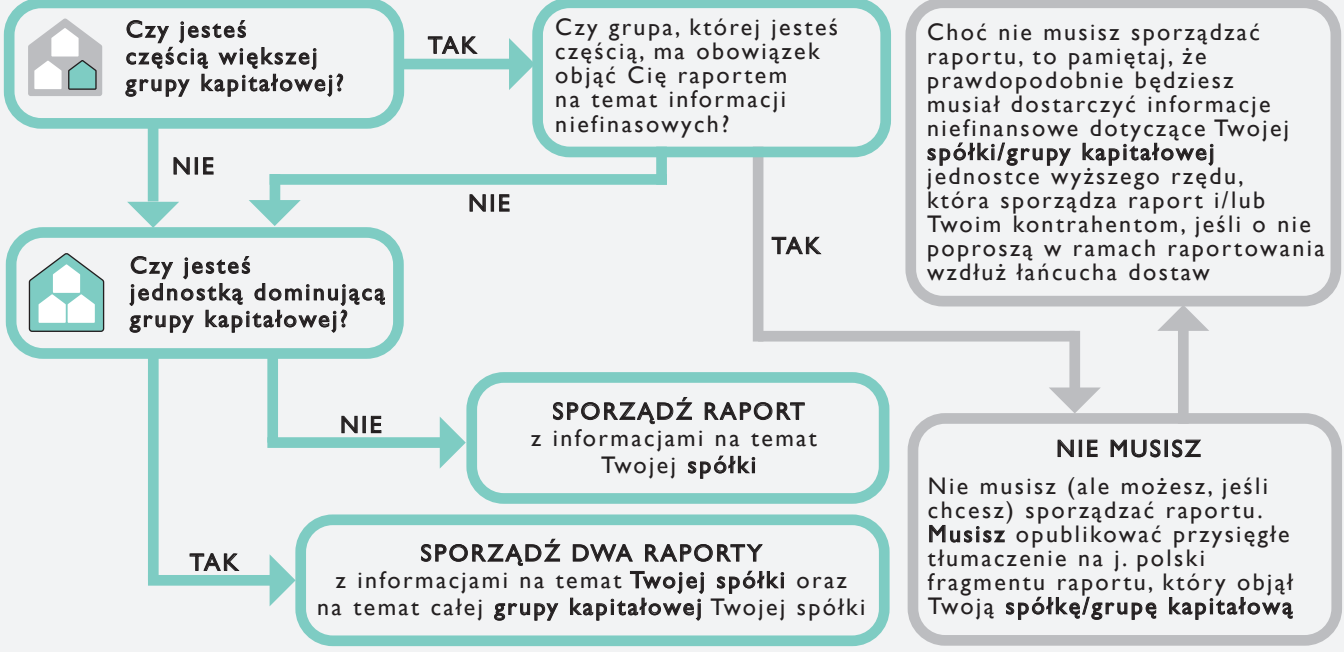 Czy jesteś
częścią większej
grupy kapitałowej?
TAK
Czy grupa, której jesteś
częścią, ma obowiązek
objąć Cię raportem
na temat informacji
niefinasowych?
Choć nie musisz sporządzać
raportu, to pamiętaj, że
prawdopodobnie będziesz
musiał dostarczyć informacje
niefinansowe dotyczące Twojej
spółki/grupy kapitałowej
jednostce wyższego rzędu,
która sporządza raport i/lub
Twoim kontrahentom, jeśli o nie
poproszą w ramach raportowania
wzdłuż łańcucha dostaw
NIE
NIE
TAK
Czy jesteś
jednostką dominującą
grupy kapitałowej?
NIE
SPORZĄDŹ RAPORT
z informacjami na temat
Twojej spółki
TAK
SPORZĄDŹ DWA RAPORTY
z informacjami na temat Twojej spółki oraz
na temat całej grupy kapitałowej Twojej spółki
NIE MUSISZ
Nie musisz (ale możesz, jeśli
chcesz) sporządzać raportu.
Musisz opublikować przysięgłe
tłumaczenie na j. polski
fragmentu raportu, który objął
Twoją spółkę/grupę kapitałową